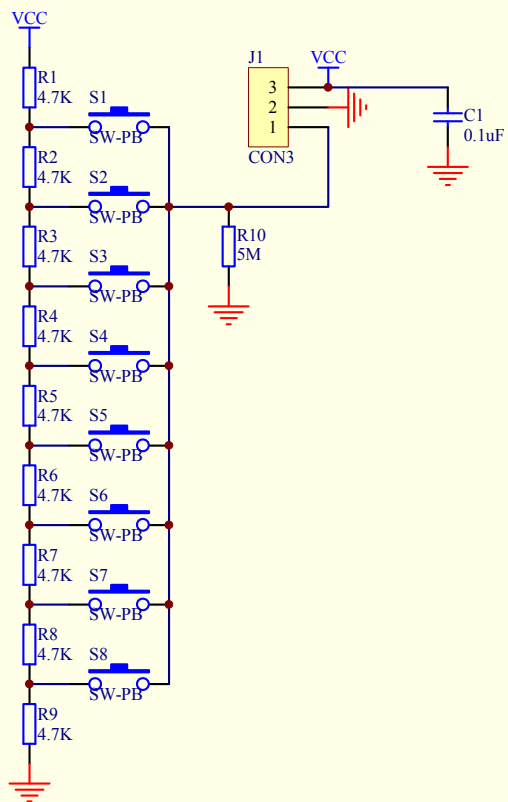 VCC
R1
4.7K
S1
SW-PB
R2
4.7K
S2
SW-PB
R3
4.7K
S3
SW-PB
R4
4.7K
S4
SW-PB
R5
4.7K
S5
SW-PB
R6
4.7K
S6
SW-PB
R7
4.7K
S7
SW-PB
R8
4.7K
S8
SW-PB
R9
4.7K
J1
VCC
3
2
1
CON3
C1
0.1uF
R10
5M